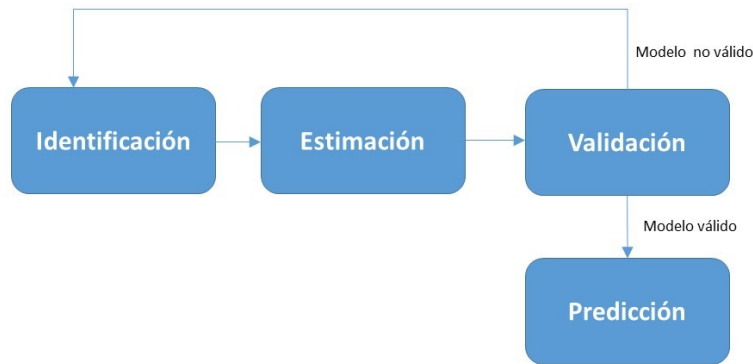 Modelo no válido
Identificación
Estimación
Validación
Modelo válido
Predicción